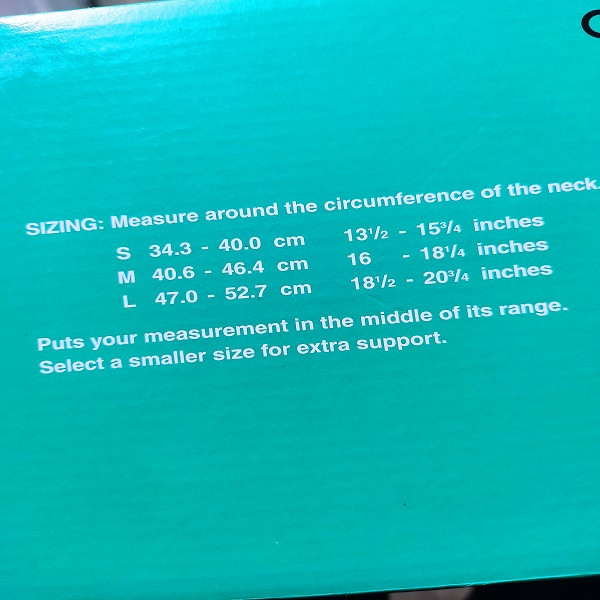 SIZING: Measure around the circumference of the neck.
S 34.3 - 40.0 cm 13¹/₂ - 15³/₄ inches
M 40.6 - 46.4 cm 16 - 18¹/₄ inches
L 47.0 - 52.7 cm 18¹/₂ - 20³/₄ inches
Puts your measurement in the middle of its range.
Select a smaller size for extra support.